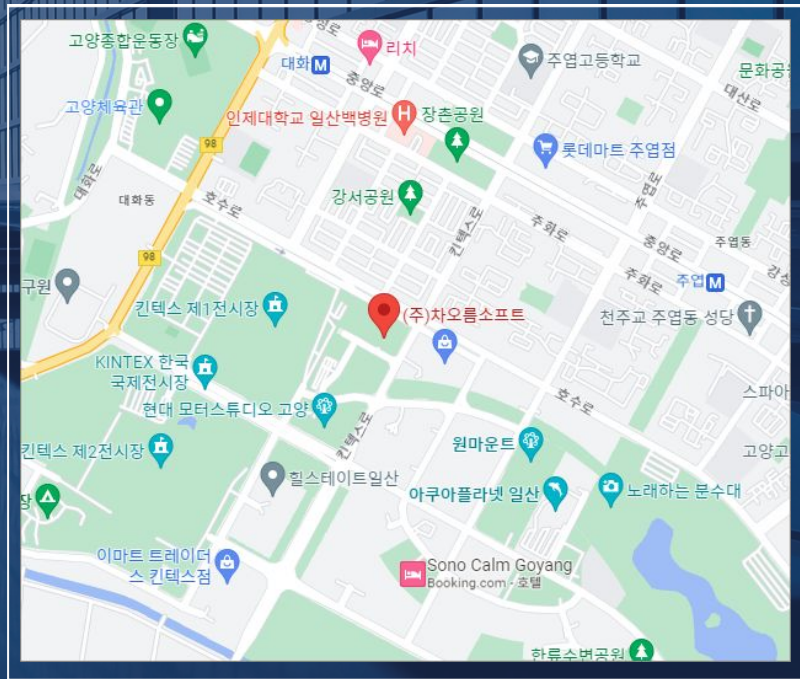 고양종합운동장
리치
대화 M
중앙로
주엽고등학교
대산로
고양체육관
인제대학교 일산백병원
H
장촌공원
98
롯데마트 주엽점
대화로
대화동
호수로
강서공원
킨텍스로
주화로
주엽로
중앙로
주엽동
98
구원
주화로
주엽 M
킨텍스 제1전시장
(주)차오름소프트
천주교 주엽동 성당
KINTEX 한국
국제전시장
스파아
호수로
현대 모터스튜디오 고양
킨텍스로
킨텍스 제2전시장
원마운트
고양고
힐스테이트일산
아쿠아플라넷 일산
노래하는 분수대
장
이마트 트레이더
스 킨텍스점
Sono Calm Goyang
Booking.com - 호텔
한류수변공원